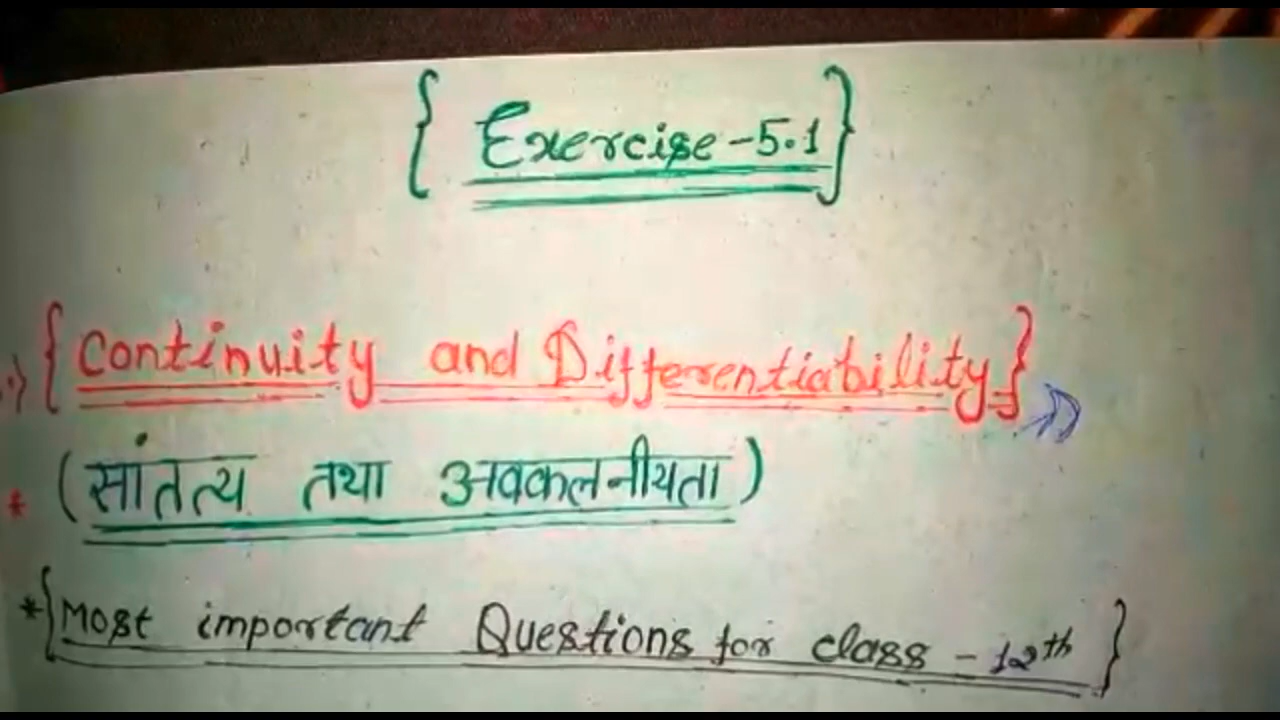 { Exercise-5.1 }
{ Continuity and Differentiability }
* ( सांतत्य तथा अवकलनीयता )
* { Most important Questions for class - 12th }